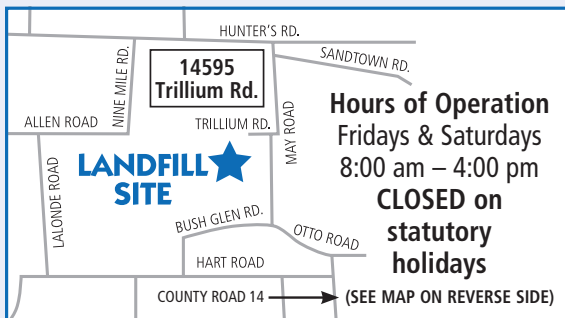 HUNTER'S RD.
SANDTOWN RD.
NINE MILE RD.
14595
Trillium Rd.
ALLEN ROAD
TRILLIUM RD.
MAY ROAD
LALONDE ROAD
LANDFILL
SITE
BUSH GLEN RD.
OTTO ROAD
HART ROAD
COUNTY ROAD 14
(SEE MAP ON REVERSE SIDE)
Hours of Operation
Fridays & Saturdays
8:00 am – 4:00 pm
CLOSED on
statutory
holidays